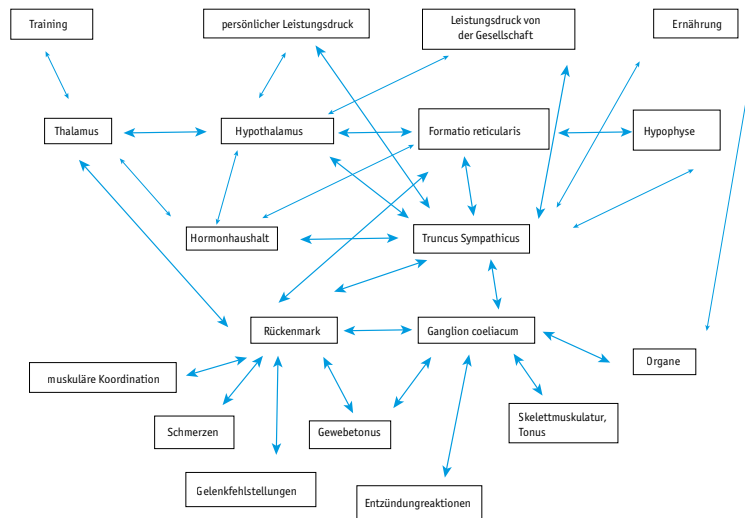 Training
persönlicher Leistungsdruck
Leistungsdruck von
der Gesellschaft
Ernährung
Thalamus
Hypothalamus
Formatio reticularis
Hypophyse
Hormonhaushalt
Truncus Sympathicus
Rückenmark
Ganglion coeliacum
Organe
muskuläre Koordination
Schmerzen
Gewebetonus
Skelettmuskulatur,
Tonus
Gelenkfehlstellungen
Entzündungreaktionen